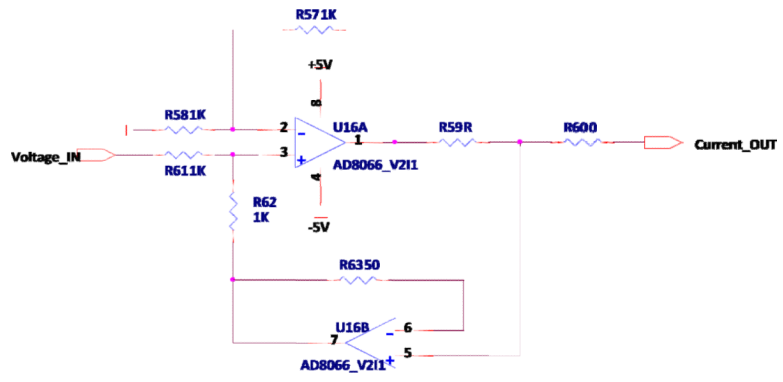 R571K
+5V
8
R581K
2
-
U16A
1
R59R
R600
Voltage_IN
R611K
3
+
AD8066_V2I1
Current_OUT
4
-5V
R62
1K
R6350
U16B
7
-
6
+
5
AD8066_V2I1